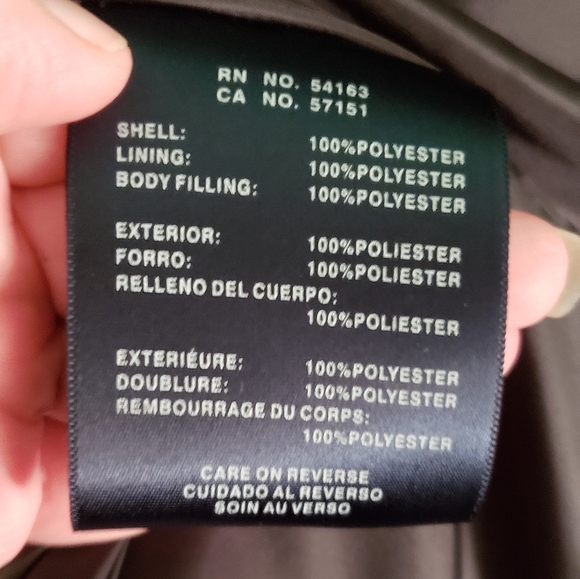 RN NO. 54163
CA NO. 57151
SHELL: 100%POLYESTER
LINING: 100%POLYESTER
BODY FILLING: 100%POLYESTER
EXTERIOR: 100%POLIESTER
FORRO: 100%POLIESTER
RELLENO DEL CUERPO:
100%POLIESTER
EXTERIÉURE: 100%POLYESTER
DOUBLURE: 100%POLYESTER
REMBOURRAGE DU CORPS:
100%POLYESTER
CARE ON REVERSE
CUIDADO AL REVERSO
SOIN AU VERSO